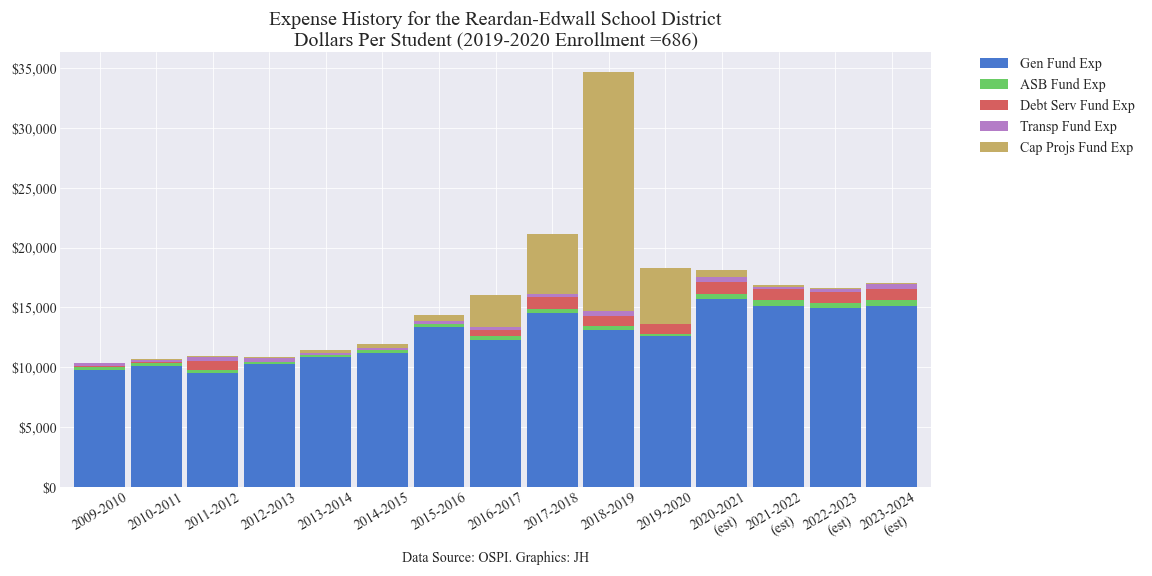 Expense History for the Reardan-Edwall School District
Dollars Per Student (2019-2020 Enrollment =686)
$35,000
$30,000
$25,000
$20,000
$15,000
$10,000
$5,000
$0
2009-2010
2010-2011
2011-2012
2012-2013
2013-2014
2014-2015
2015-2016
2016-2017
2017-2018
2018-2019
2019-2020
2020-2021
(est)
2021-2022
(est)
2022-2023
(est)
2023-2024
(est)
Data Source: OSPI. Graphics: JH
Gen Fund Exp
ASB Fund Exp
Debt Serv Fund Exp
Transp Fund Exp
Cap Projs Fund Exp